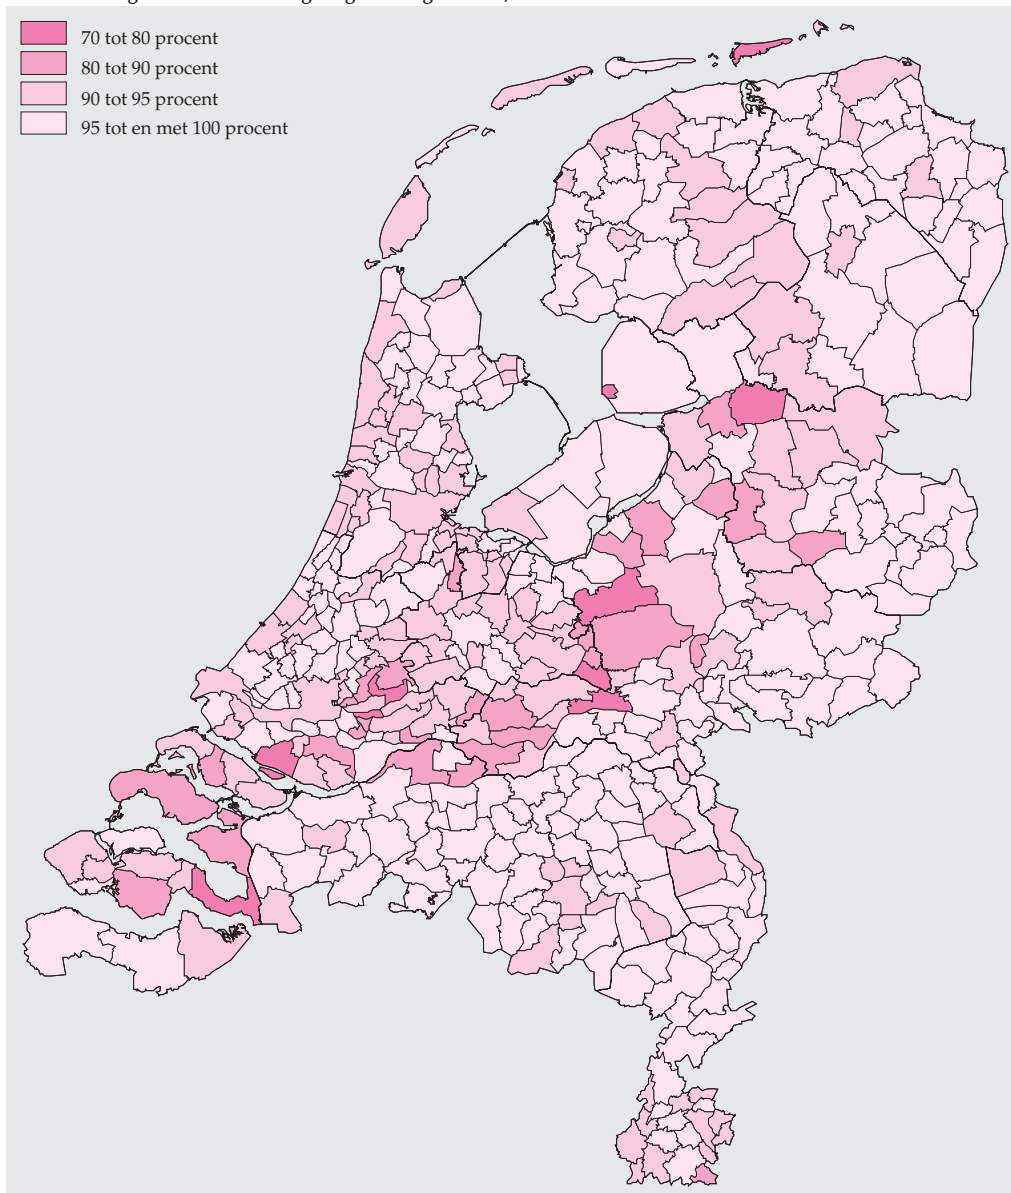 70 tot 80 procent
80 tot 90 procent
90 tot 95 procent
95 tot en met 100 procent